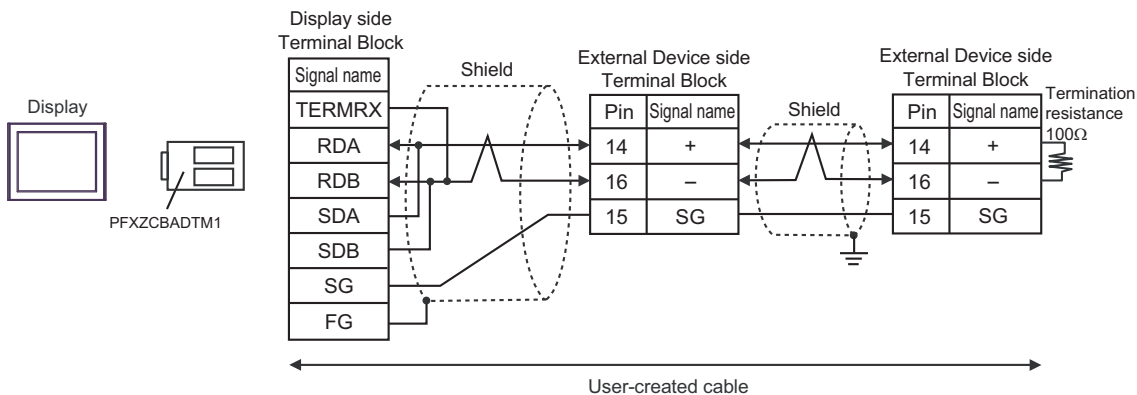 Display
PFXZCBADTM1
Display side
Terminal Block
Signal name
TERMRX
RDA
RDB
SDA
SDB
SG
FG
Shield
External Device side
Terminal Block
Pin Signal name
14 +
16 –
15 SG
Shield
External Device side
Terminal Block
Pin Signal name
14 +
16 –
15 SG
Termination
resistance
100Ω
User-created cable